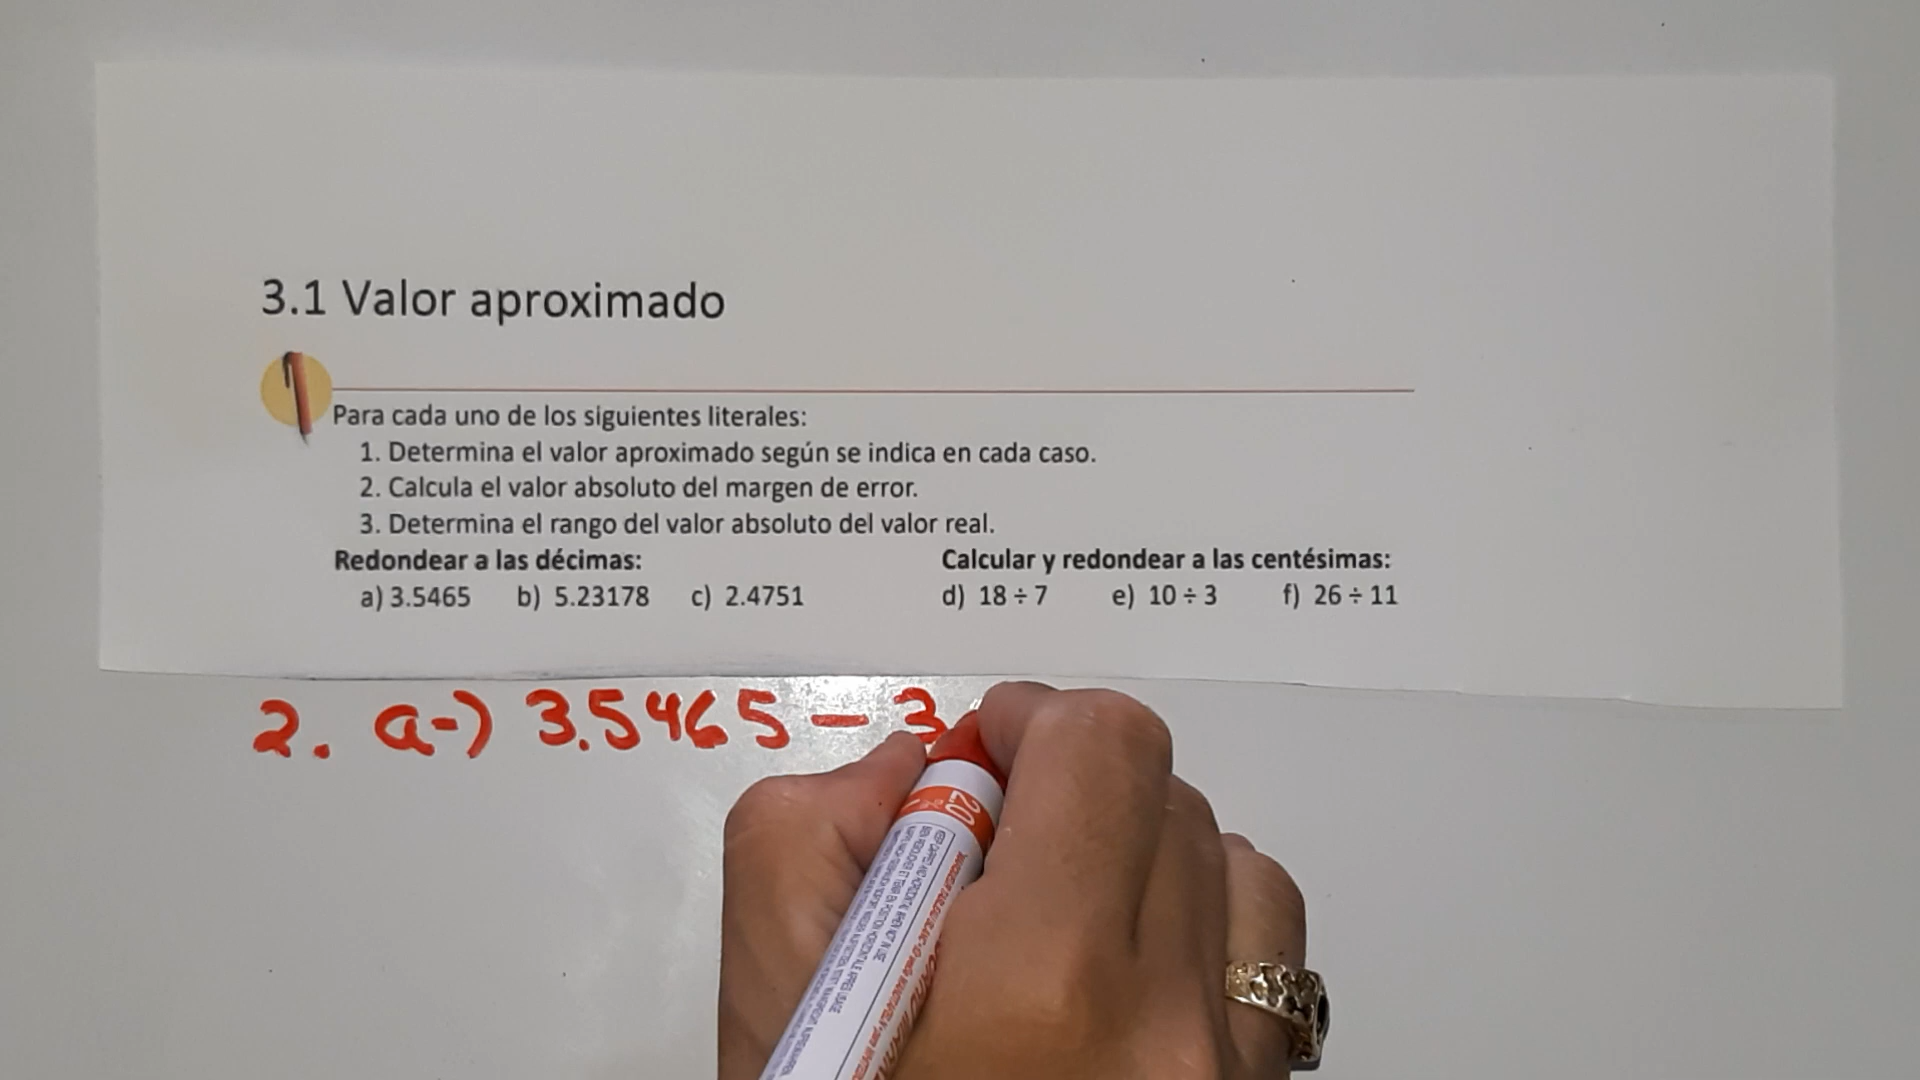 3.1 Valor aproximado
Para cada uno de los siguientes literales:
1. Determina el valor aproximado según se indica en cada caso.
2. Calcula el valor absoluto del margen de error.
3. Determina el rango del valor absoluto del valor real.
Redondear a las décimas:
a) 3.5465 b) 5.23178 c) 2.4751
Calcular y redondear a las centésimas:
d) 18 ÷ 7 e) 10 ÷ 3 f) 26 ÷ 11
2. a-) 3.5465 - 3
20